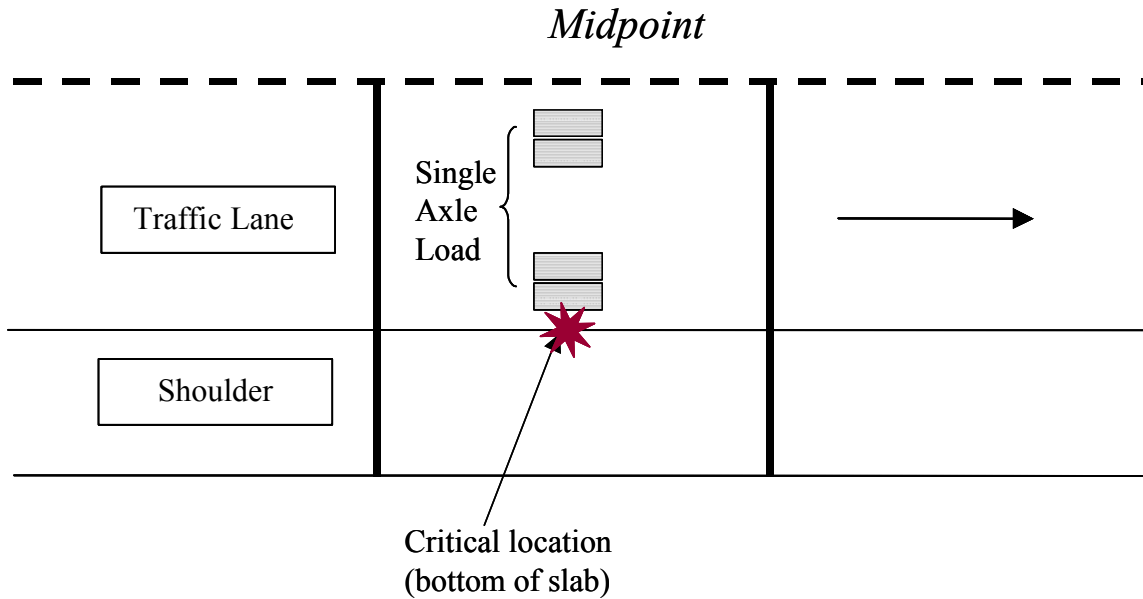 Midpoint
Single
Axle
Load
Traffic Lane
Shoulder
Critical location
(bottom of slab)